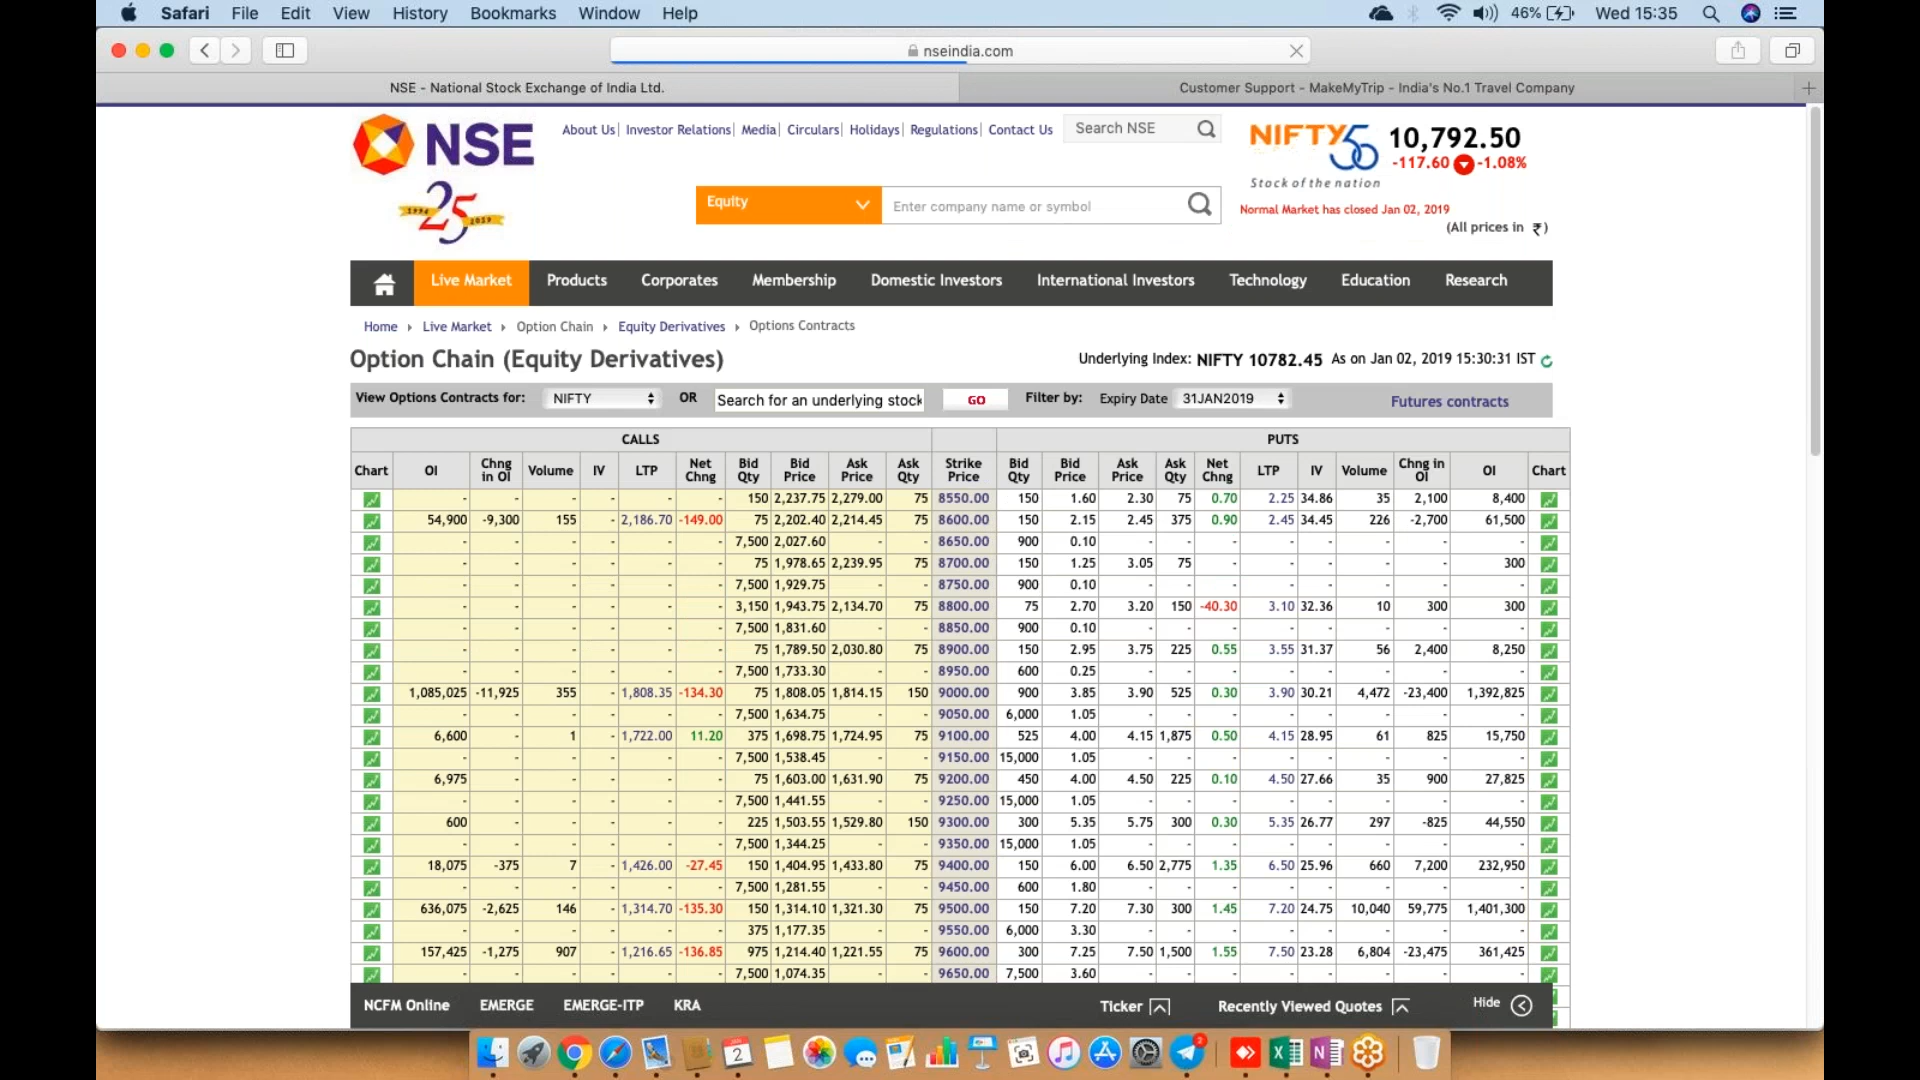 Safari File Edit View History Bookmarks Window Help 46% Wed 15:35
nseindia.com
NSE - National Stock Exchange of India Ltd. Customer Support - MakeMyTrip - India's No.1 Travel Company
NSE
1994 25 2019
About Us| Investor Relations| Media| Circulars| Holidays| Regulations| Contact Us Search NSE
NIFTY50 10,792.50
-117.60 -1.08%
Stock of the nation
Equity Enter company name or symbol
Normal Market has closed Jan 02, 2019
(All prices in ₹)
Live Market Products Corporates Membership Domestic Investors International Investors Technology Education Research
Home Live Market Option Chain Equity Derivatives Options Contracts
Option Chain (Equity Derivatives) Underlying Index: NIFTY 10782.45 As on Jan 02, 2019 15:30:31 IST
View Options Contracts for: NIFTY OR Search for an underlying stock GO Filter by: Expiry Date 31JAN2019 Futures contracts
CALLS PUTS
Chart OI Chng in OI Volume IV LTP Net Chng Bid Qty Bid Price Ask Price Ask Qty Strike Price Bid Qty Bid Price Ask Price Ask Qty Net Chng LTP IV Volume Chng in OI OI Chart
- - - - - - 150 2,237.75 2,279.00 75 8550.00 150 1.60 2.30 75 0.70 2.25 34.86 35 2,100 8,400
54,900 -9,300 155 - 2,186.70 -149.00 75 2,202.40 2,214.45 75 8600.00 150 2.15 2.45 375 0.90 2.45 34.45 226 -2,700 61,500
- - - - - - 7,500 2,027.60 - - 8650.00 900 0.10 - - - - - - - -
- - - - - - 75 1,978.65 2,239.95 75 8700.00 150 1.25 3.05 75 - - - - - 300
- - - - - - 7,500 1,929.75 - - 8750.00 900 0.10 - - - - - - - -
- - - - - - 3,150 1,943.75 2,134.70 75 8800.00 75 2.70 3.20 150 -40.30 3.10 32.36 10 300 300
- - - - - - 7,500 1,831.60 - - 8850.00 900 0.10 - - - - - - - -
- - - - - - 75 1,789.50 2,030.80 75 8900.00 150 2.95 3.75 225 0.55 3.55 31.37 56 2,400 8,250
- - - - - - 7,500 1,733.30 - - 8950.00 600 0.25 - - - - - - - -
1,085,025 -11,925 355 - 1,808.35 -134.30 75 1,808.05 1,814.15 150 9000.00 900 3.85 3.90 525 0.30 3.90 30.21 4,472 -23,400 1,392,825
- - - - - - 7,500 1,634.75 - - 9050.00 6,000 1.05 - - - - - - - -
6,600 - 1 - 1,722.00 11.20 375 1,698.75 1,724.95 75 9100.00 525 4.00 4.15 1,875 0.50 4.15 28.95 61 825 15,750
- - - - - - 7,500 1,538.45 - - 9150.00 15,000 1.05 - - - - - - - -
6,975 - - - - - 75 1,603.00 1,631.90 75 9200.00 450 4.00 4.50 225 0.10 4.50 27.66 35 900 27,825
- - - - - - 7,500 1,441.55 - - 9250.00 15,000 1.05 - - - - - - - -
600 - - - - - 225 1,503.55 1,529.80 150 9300.00 300 5.35 5.75 300 0.30 5.35 26.77 297 -825 44,550
- - - - - - 7,500 1,344.25 - - 9350.00 15,000 1.05 - - - - - - - -
18,075 -375 7 - 1,426.00 -27.45 150 1,404.95 1,433.80 75 9400.00 150 6.00 6.50 2,775 1.35 6.50 25.96 660 7,200 232,950
- - - - - - 7,500 1,281.55 - - 9450.00 600 1.80 - - - - - - - -
636,075 -2,625 146 - 1,314.70 -135.30 150 1,314.10 1,321.30 75 9500.00 150 7.20 7.30 300 1.45 7.20 24.75 10,040 59,775 1,401,300
- - - - - - 375 1,177.35 - - 9550.00 6,000 3.30 - - - - - - - -
157,425 -1,275 907 - 1,216.65 -136.85 975 1,214.40 1,221.55 75 9600.00 300 7.25 7.50 1,500 1.55 7.50 23.28 6,804 -23,475 361,425
- - - - - - 7,500 1,074.35 - - 9650.00 7,500 3.60 - - - - - - - -
NCFM Online EMERGE EMERGE-ITP KRA Ticker Recently Viewed Quotes Hide
2 2 X N